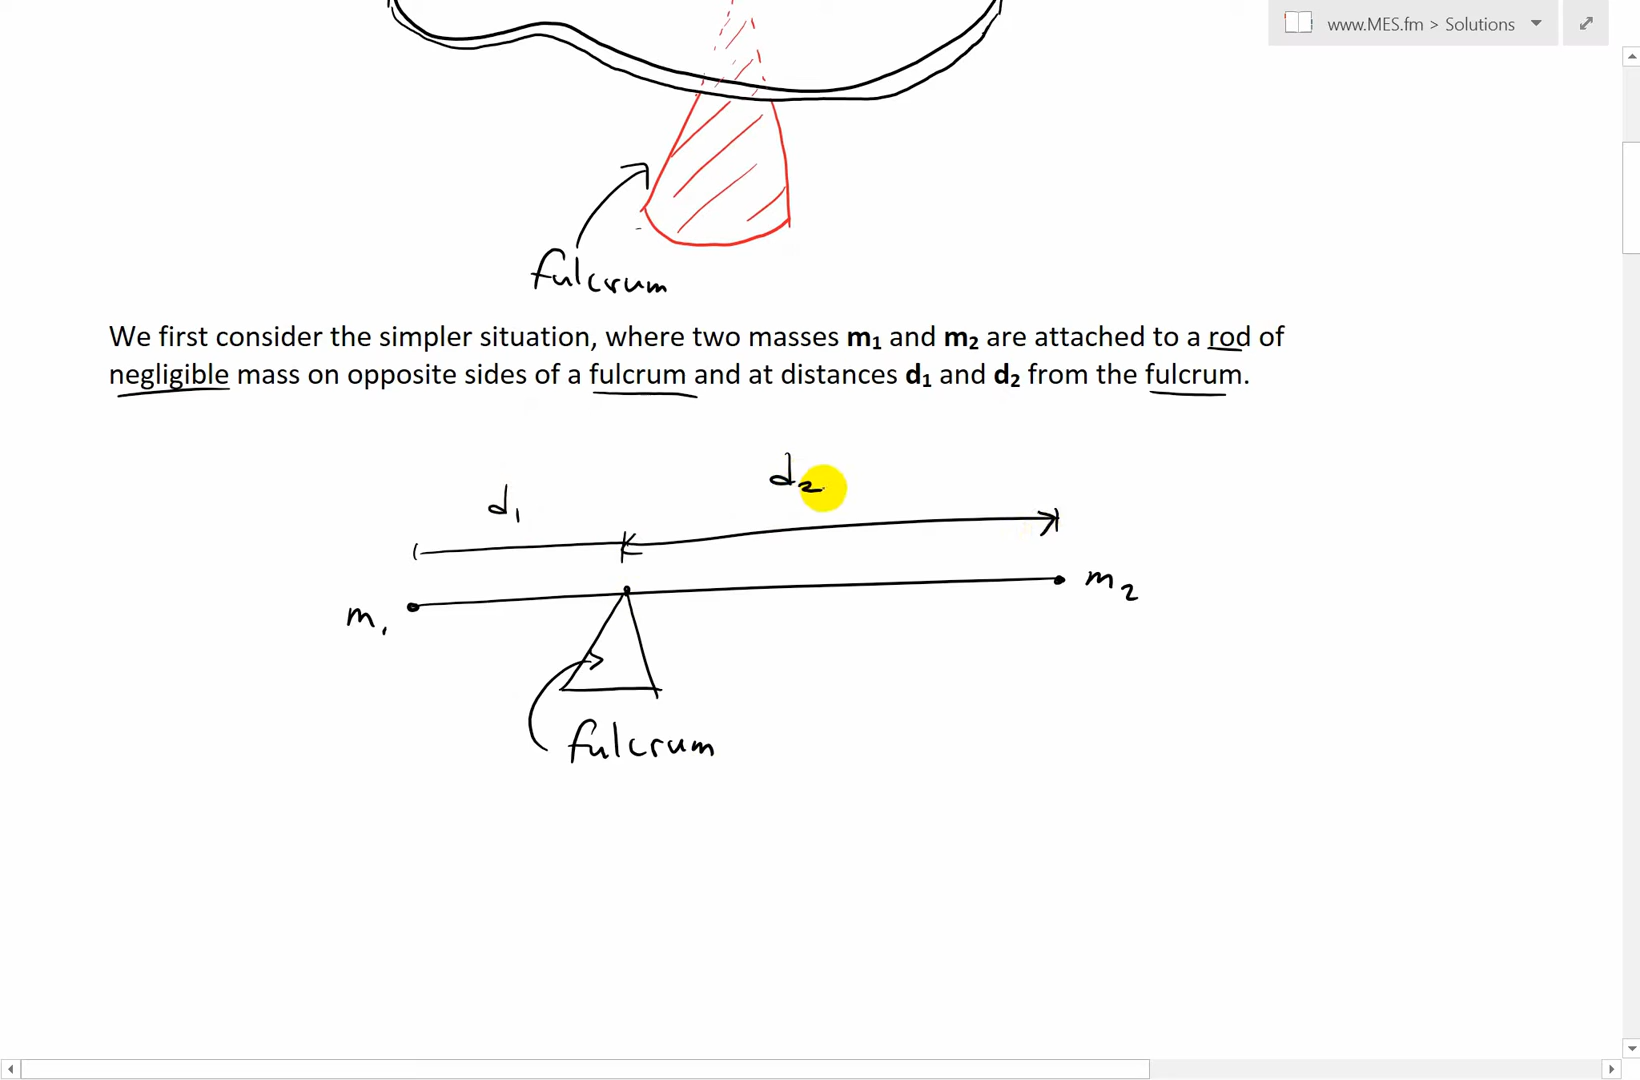 www.MES.fm > Solutions
fulcrum
We first consider the simpler situation, where two masses m₁ and m₂ are attached to a rod of
negligible mass on opposite sides of a fulcrum and at distances d₁ and d₂ from the fulcrum.
d₂
d₁
m₂
m₁
fulcrum